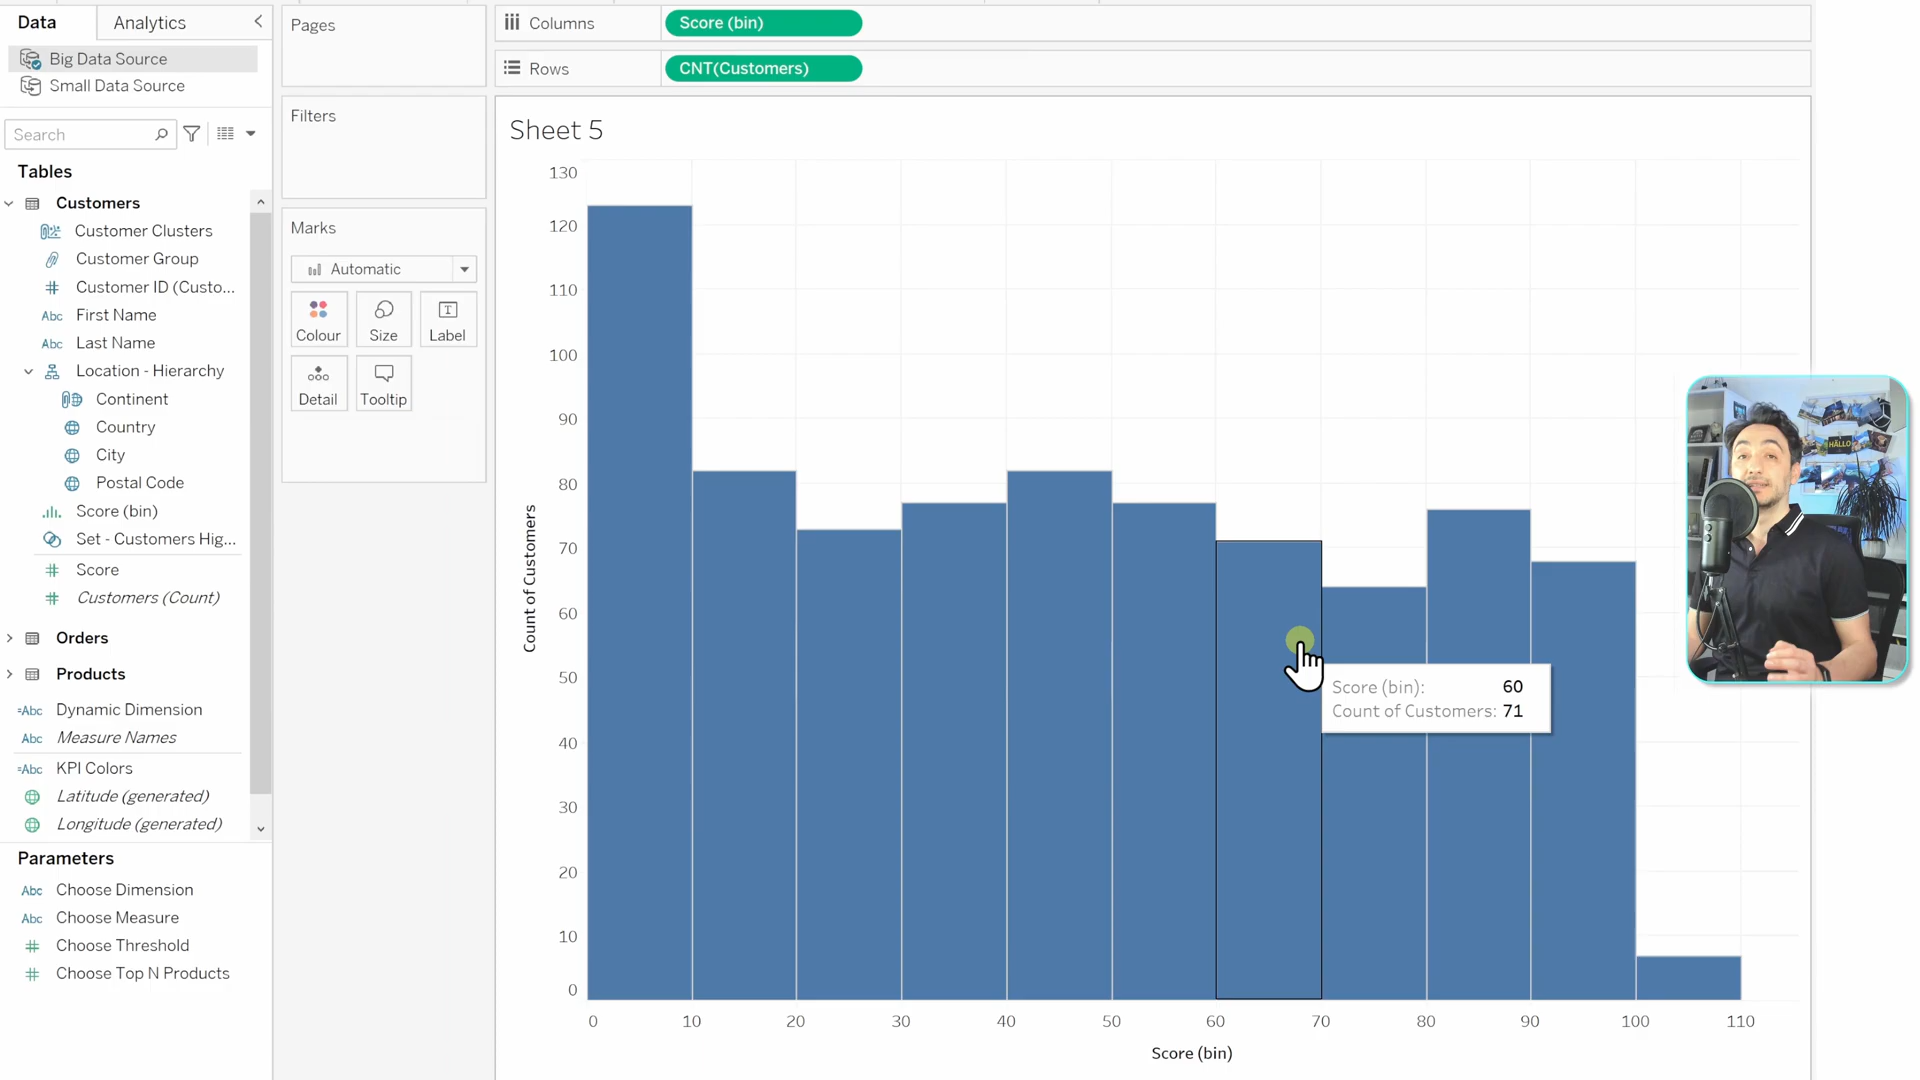 Data
Analytics
Big Data Source
Small Data Source
Search
Tables
Customers
Customer Clusters
Customer Group
Customer ID (Custo...
Abc First Name
Abc Last Name
Location - Hierarchy
Continent
Country
City
Postal Code
Score (bin)
Set - Customers Hig...
Score
Customers (Count)
Orders
Products
=Abc Dynamic Dimension
Abc Measure Names
=Abc KPI Colors
Latitude (generated)
Longitude (generated)
Parameters
Abc Choose Dimension
Abc Choose Measure
Choose Threshold
Choose Top N Products
Pages
Filters
Marks
Automatic
Colour
Size
Label
Detail
Tooltip
Columns
Score (bin)
Rows
CNT(Customers)
Sheet 5
130
120
110
100
90
80
70
60
50
40
30
20
10
0
Count of Customers
0 10 20 30 40 50 60 70 80 90 100 110
Score (bin)
Score (bin): 60
Count of Customers: 71
HALLO